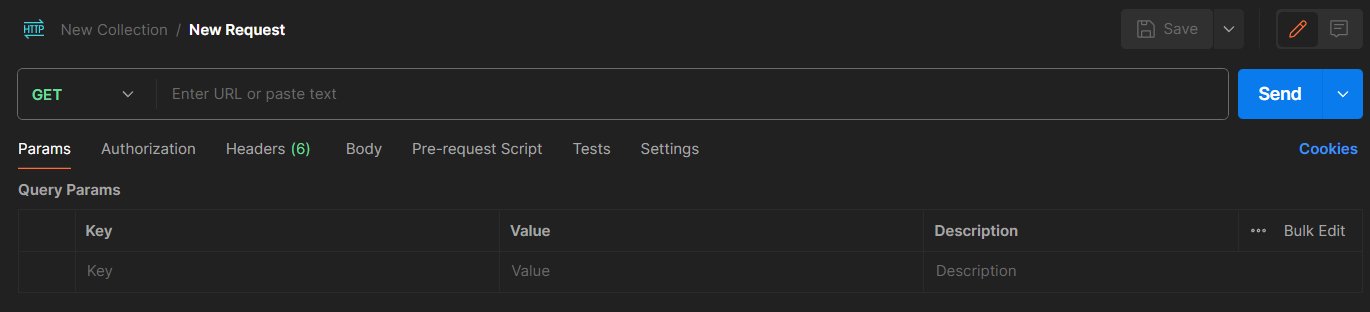 HTTP New Collection / New Request Save
GET Enter URL or paste text Send
Params Authorization Headers (6) Body Pre-request Script Tests Settings Cookies
Query Params
Key Value Description Bulk Edit
Key Value Description